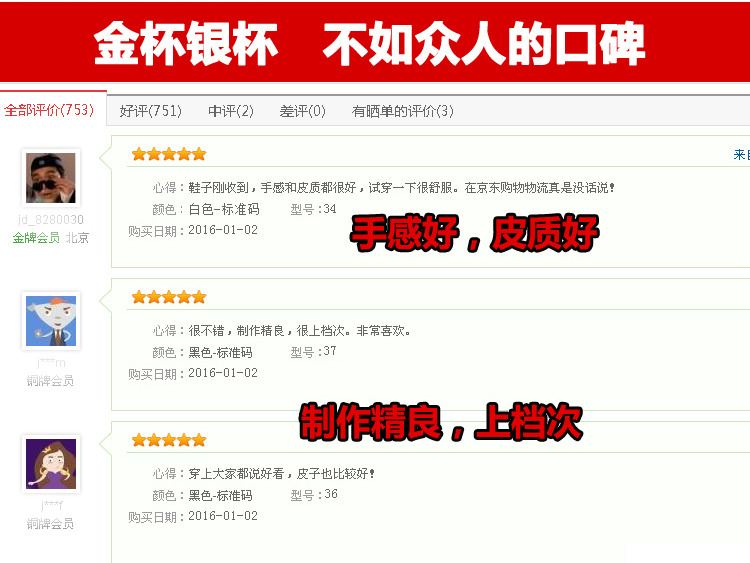 金杯银杯 不如众人的口碑
全部评价(753) 好评(751) 中评(2) 差评(0) 有晒单的评价(3)
来自
心得：鞋子刚收到，手感和皮质都很好，试穿一下很舒服。在京东购物物流真是没话说！
jd_8280030
颜色：白色-标准码 型号：34
金牌会员 北京
购买日期：2016-01-02
手感好，皮质好
心得：很不错，制作精良，很上档次。非常喜欢。
颜色：黑色-标准码 型号：37
j***m
购买日期：2016-01-02
铜牌会员
制作精良，上档次
心得：穿上大家都说好看，皮子也比较好！
颜色：黑色-标准码 型号：36
j***f
购买日期：2016-01-02
铜牌会员